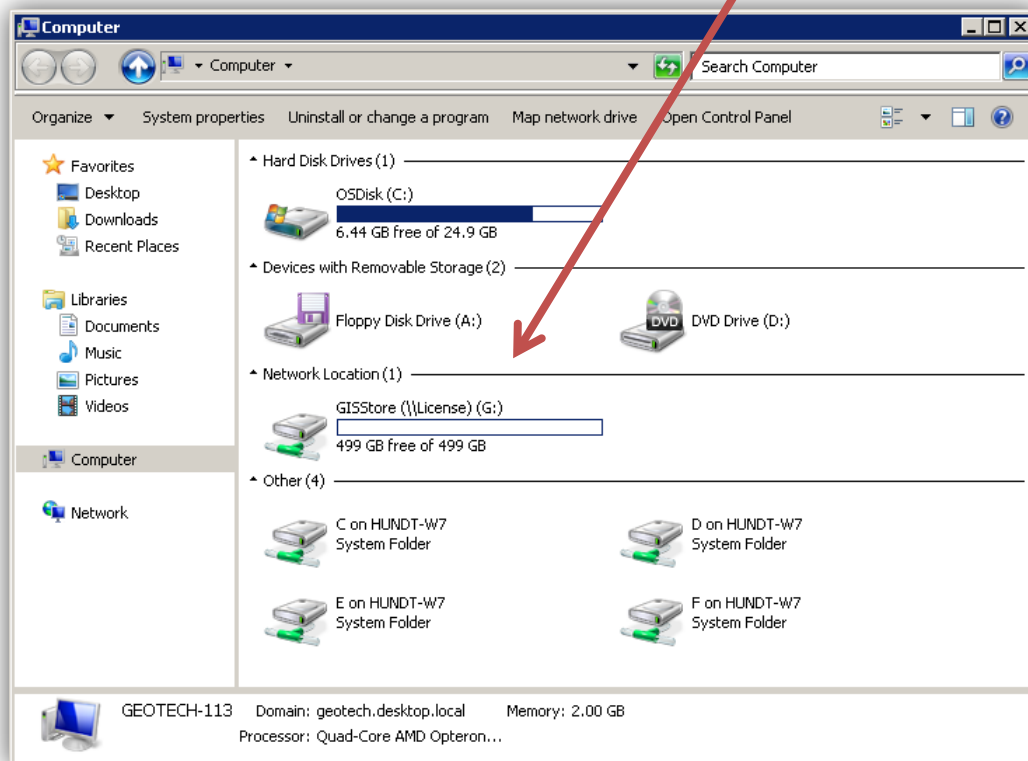 Computer
Computer
Search Computer
Organize System properties Uninstall or change a program Map network drive Open Control Panel
Favorites
Desktop
Downloads
Recent Places
Libraries
Documents
Music
Pictures
Videos
Computer
Network
Hard Disk Drives (1)
OSDisk (C:)
6.44 GB free of 24.9 GB
Devices with Removable Storage (2)
Floppy Disk Drive (A:)
DVD
DVD Drive (D:)
Network Location (1)
GISStore (\\License) (G:)
499 GB free of 499 GB
Other (4)
C on HUNDT-W7
System Folder
D on HUNDT-W7
System Folder
E on HUNDT-W7
System Folder
F on HUNDT-W7
System Folder
GEOTECH-113 Domain: geotech.desktop.local Memory: 2.00 GB
Processor: Quad-Core AMD Opteron...